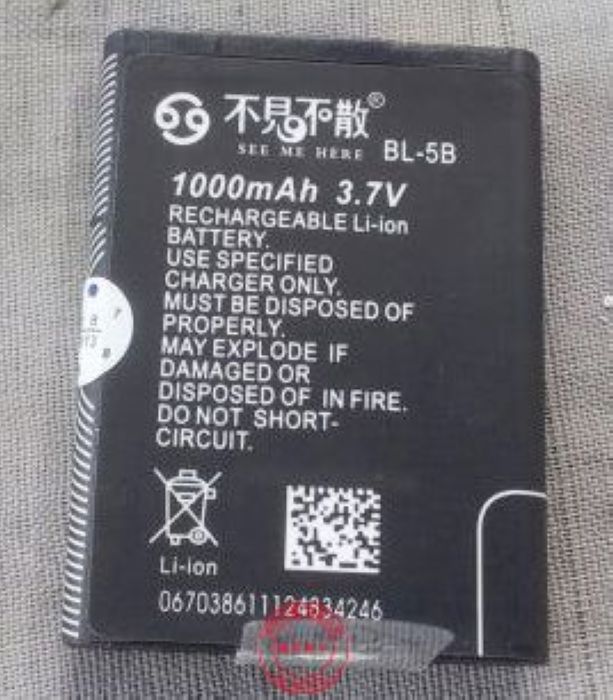 不見不散®
SEE ME HERE
BL-5B
1000mAh 3.7V
RECHARGEABLE Li-ion
BATTERY.
USE SPECIFIED
CHARGER ONLY.
MUST BE DISPOSED OF
PROPERLY.
MAY EXPLODE IF
DAMAGED OR
DISPOSED OF IN FIRE.
DO NOT SHORT-
CIRCUIT.
Li-ion
067038611124834246